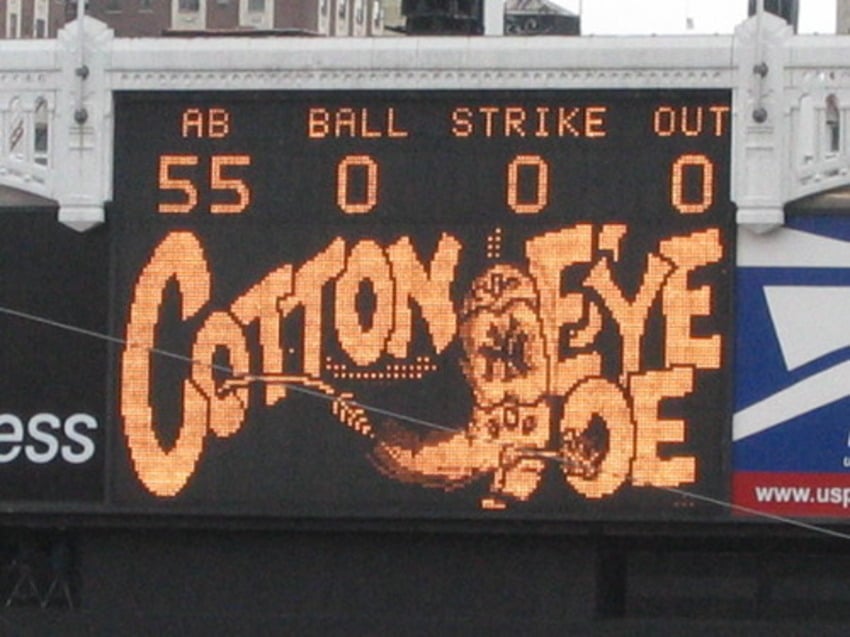 AB BALL STRIKE OUT
55 0 0 0
COTTON EYE
JOE
ess
www.usp